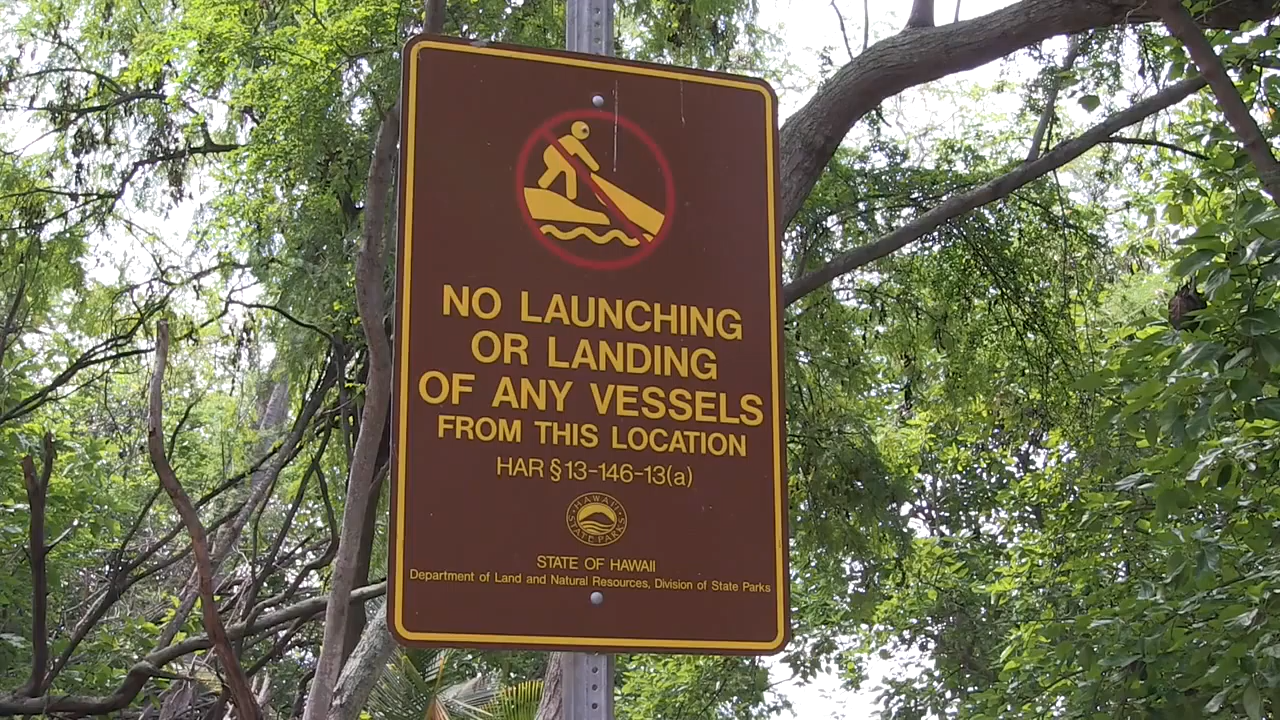 NO LAUNCHING
OR LANDING
OF ANY VESSELS
FROM THIS LOCATION
HAR §13-146-13(a)
HAWAII STATE PARKS
STATE OF HAWAII
Department of Land and Natural Resources, Division of State Parks